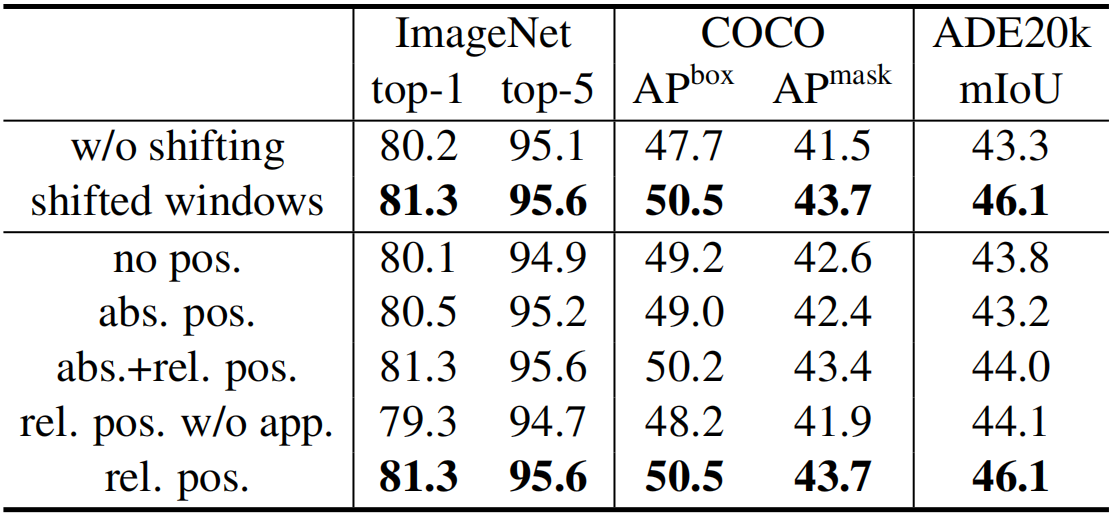 ImageNet COCO ADE20k
top-1 top-5 APbox APmask mIoU
w/o shifting 80.2 95.1 47.7 41.5 43.3
shifted windows 81.3 95.6 50.5 43.7 46.1
no pos. 80.1 94.9 49.2 42.6 43.8
abs. pos. 80.5 95.2 49.0 42.4 43.2
abs.+rel. pos. 81.3 95.6 50.2 43.4 44.0
rel. pos. w/o app. 79.3 94.7 48.2 41.9 44.1
rel. pos. 81.3 95.6 50.5 43.7 46.1